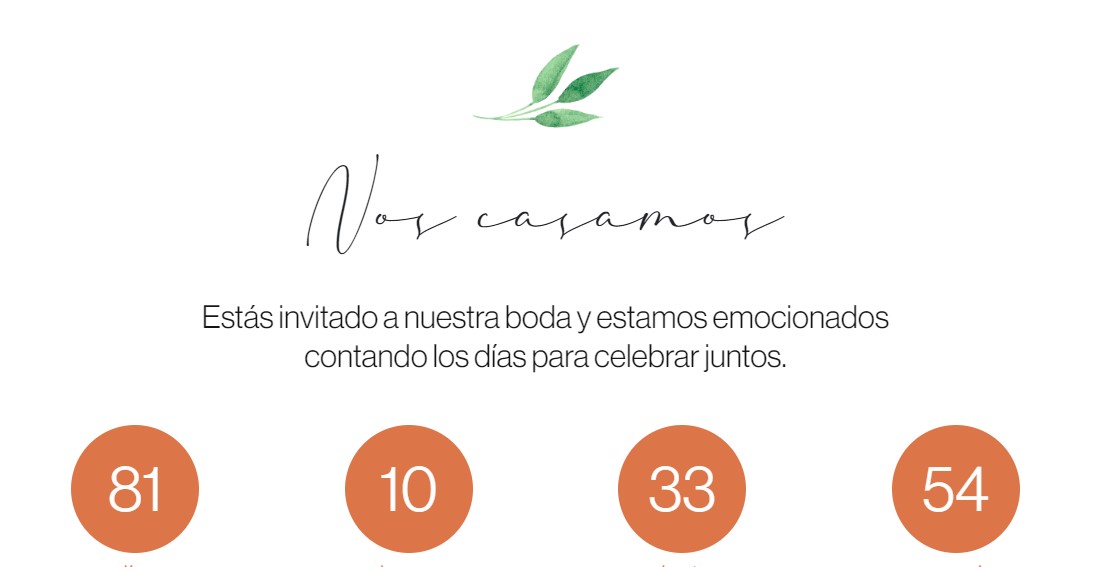 Nos casamos
Estás invitado a nuestra boda y estamos emocionados
contando los días para celebrar juntos.
81 10 33 54